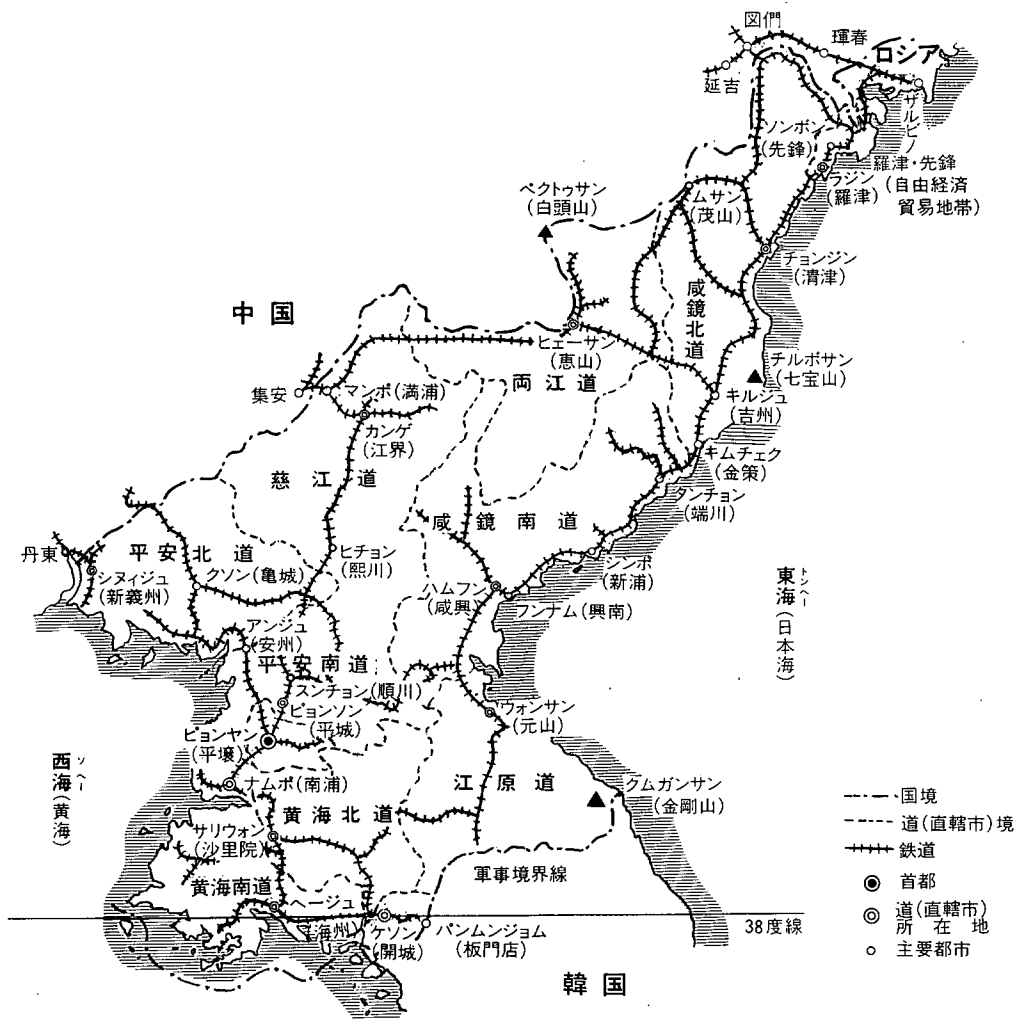 図們
琿春
ロシア
延吉
ザルビノ
ソンボン
(先鋒)
羅津・先鋒
(自由経済
貿易地帯)
ラジン
(羅津)
ペクトゥサン
(白頭山)
ムサン
(茂山)
チョンジン
(清津)
咸鏡北道
中国
ヒェーサン
(恵山)
両江道
チルボサン
(七宝山)
集安
マンポ(満浦)
キルジュ
(吉州)
カンゲ
(江界)
キムチェク
(金策)
慈江道
タンチョン
(端川)
咸鏡南道
丹東
平安北道
ヒチョン
(熙川)
シンポ
(新浦)
シヌィジュ
(新義州)
クソン(亀城)
ハムフン
(咸興)
フンナム(興南)
トンヘー
東海(日本海)
アンジュ
(安州)
平安南道
スンチョン(順川)
ピョンソン
(平城)
ウォンサン
(元山)
ピョンヤン
(平壌)
ソヘー
西海(黄海)
ナムポ(南浦)
江原道
クムガンサン
(金剛山)
黄海北道
サリウォン
(沙里院)
軍事境界線
黄海南道
ヘージュ
(海州)
ケソン
(開城)
パンムンジョム
(板門店)
38度線
韓国
国境
道(直轄市)境
鉄道
首都
道(直轄市)
所在地
主要都市